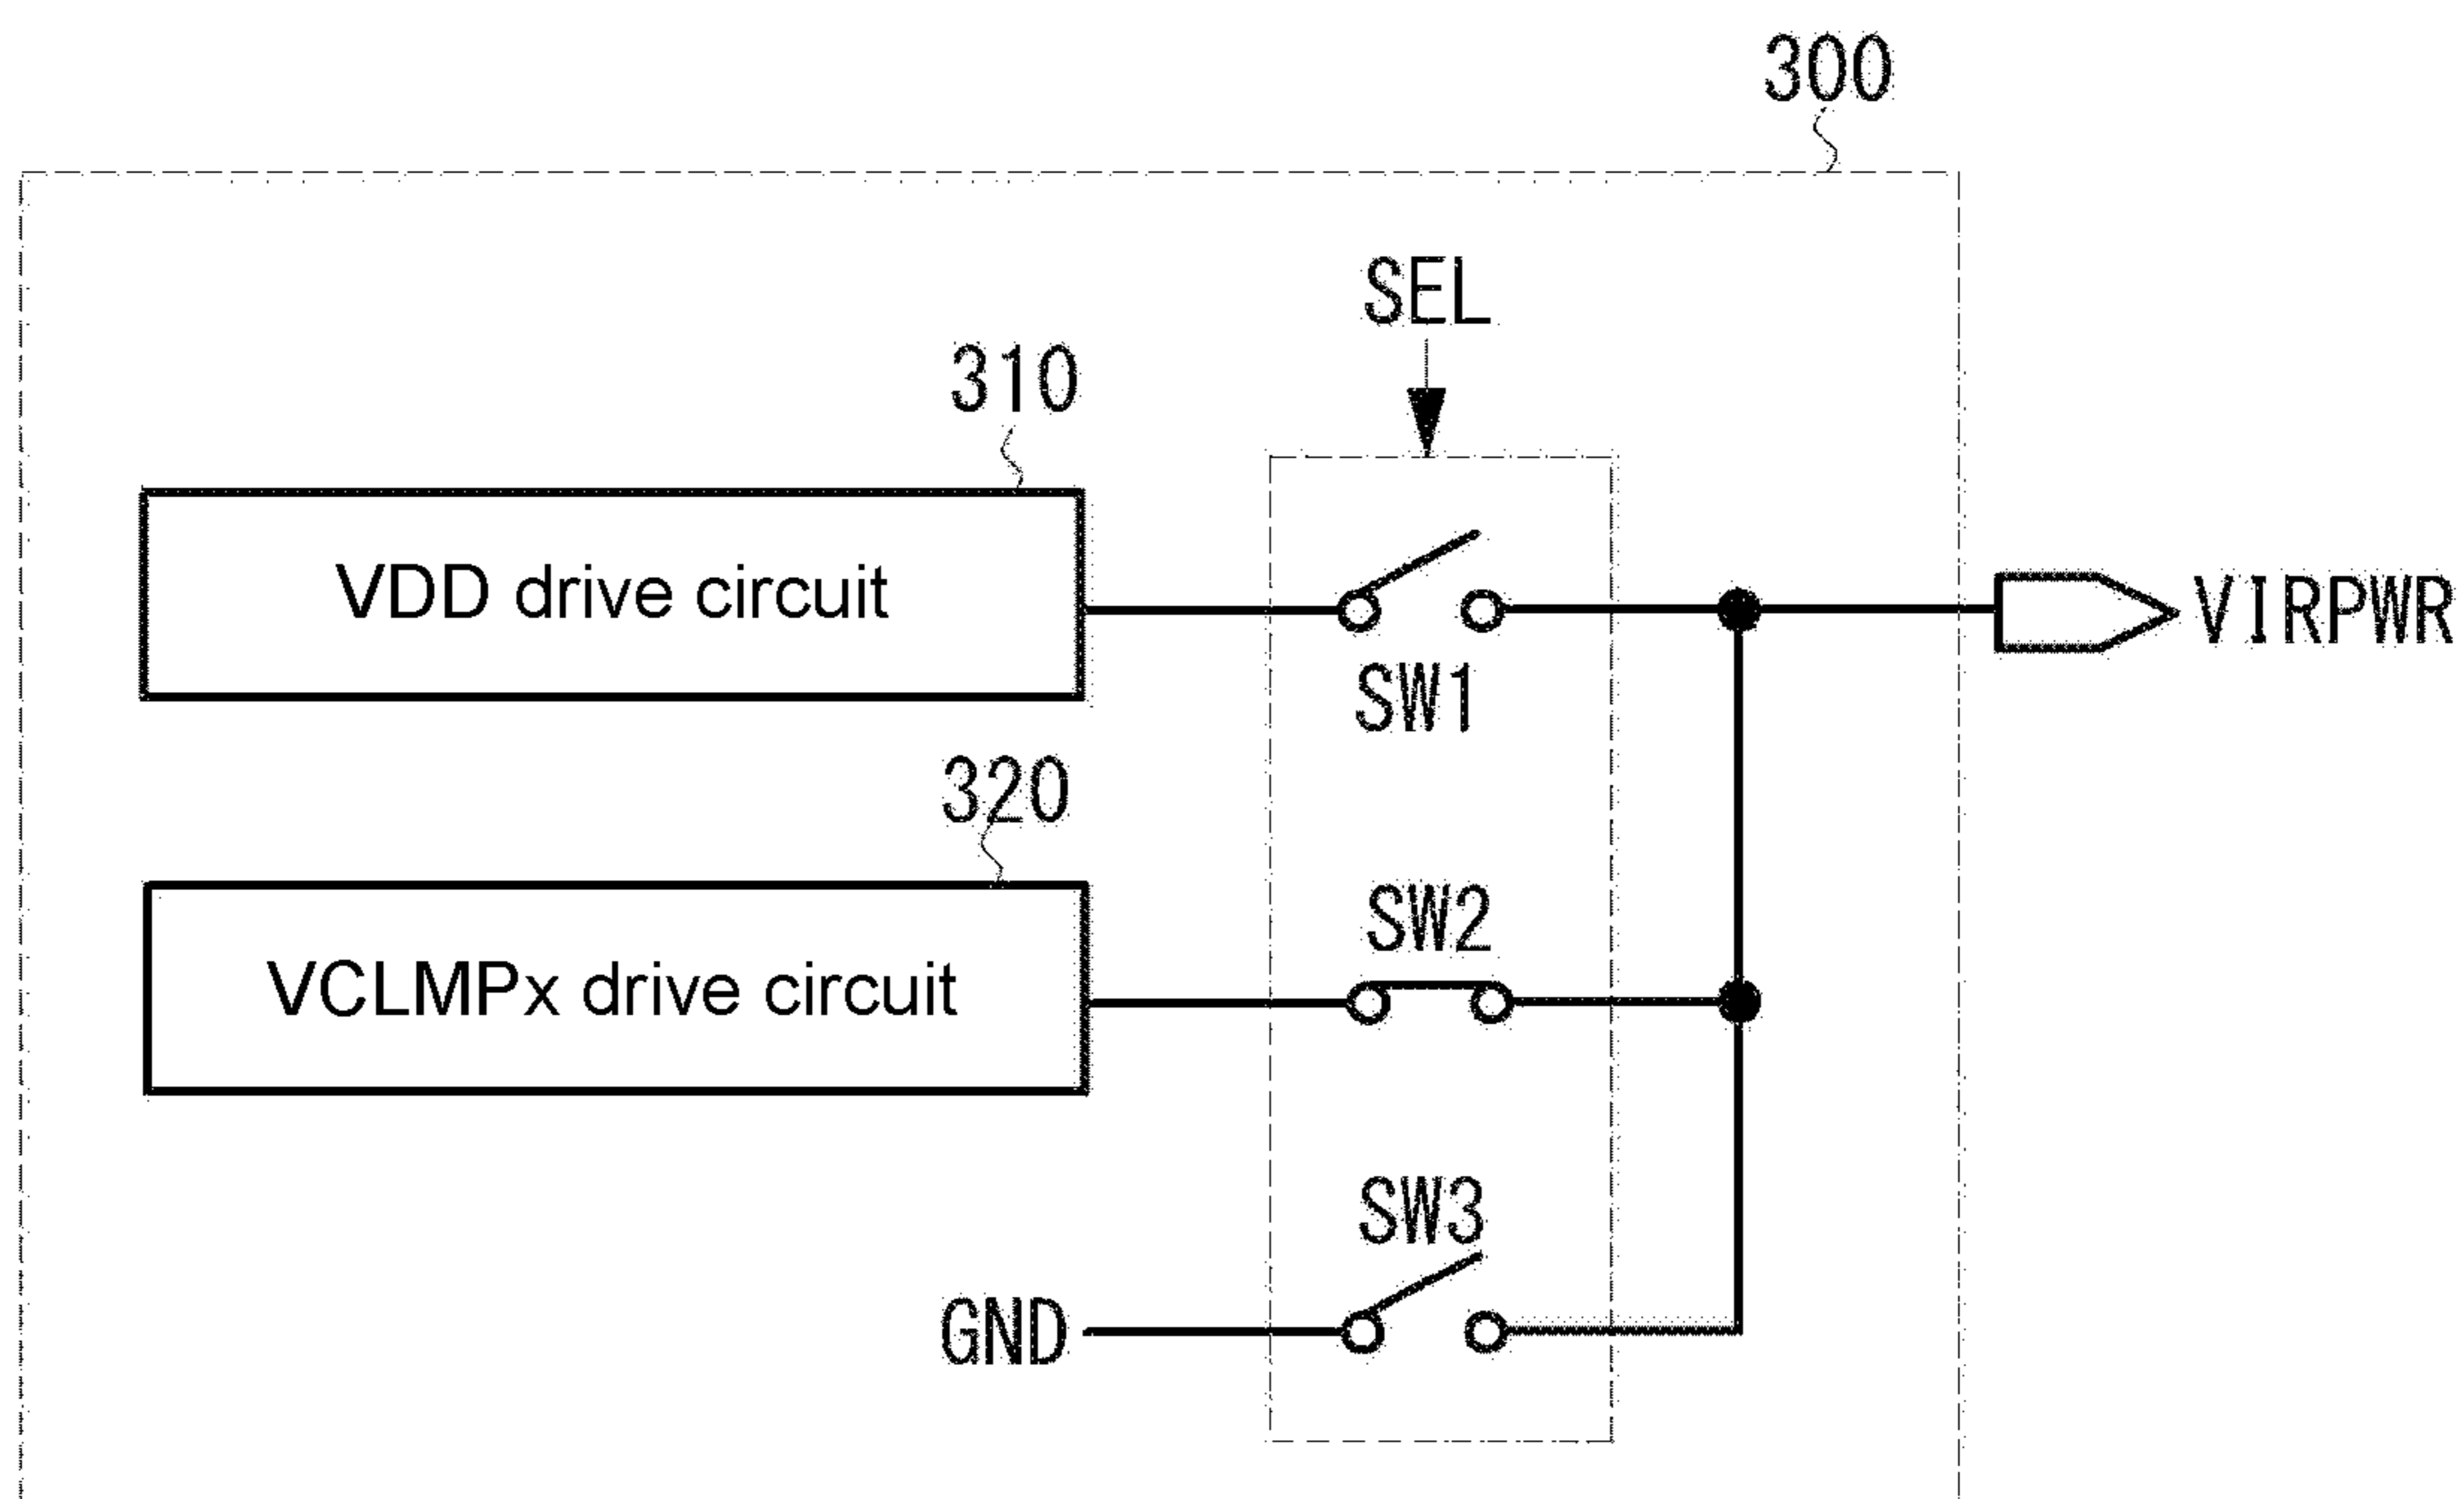 300
SEL
310
VDD drive circuit
SW1
VIRPWR
320
SW2
VCLMPx drive circuit
SW3
GND